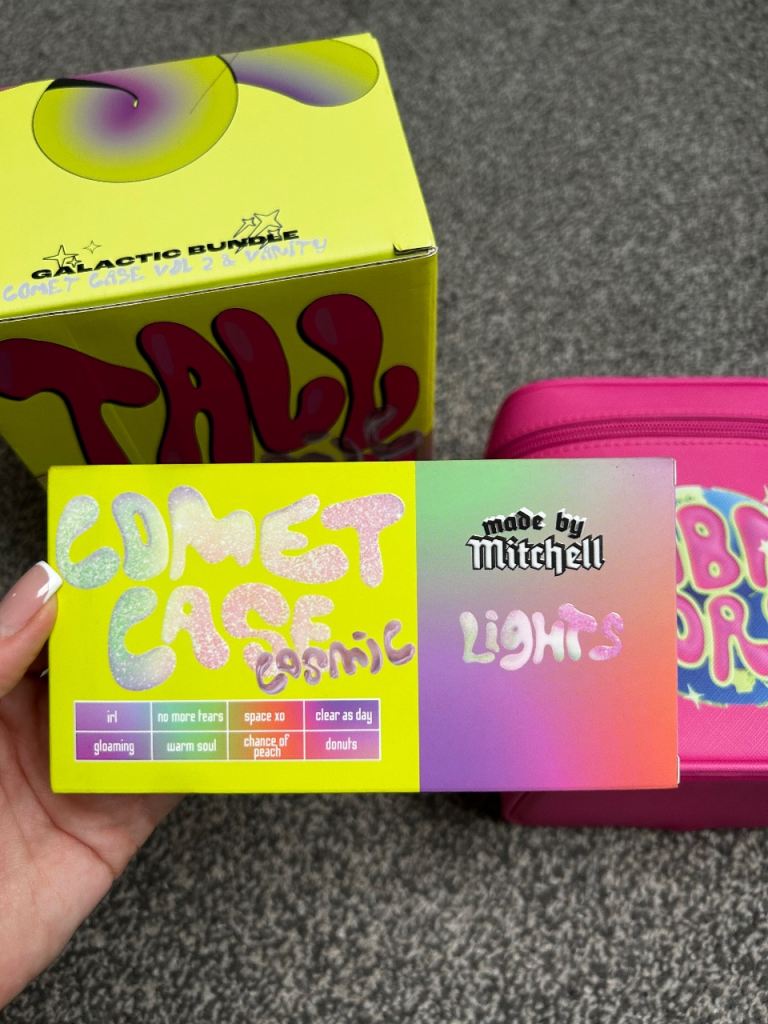 GALACTIC BUNDLE
COMET CASE VOL 2 & VANITY
TALL
COMET
CASE
COSMIC
irl
no more tears
space xo
clear as day
gloaming
warm soul
chance of
peach
donuts
made by
Mitchell
LIGHTS